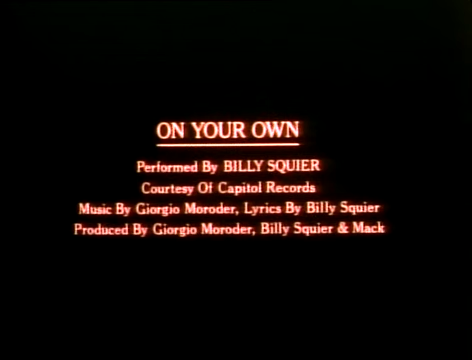 ON YOUR OWN
Performed By BILLY SQUIER
Courtesy Of Capitol Records
Music By Giorgio Moroder, Lyrics By Billy Squier
Produced By Giorgio Moroder, Billy Squier & Mack